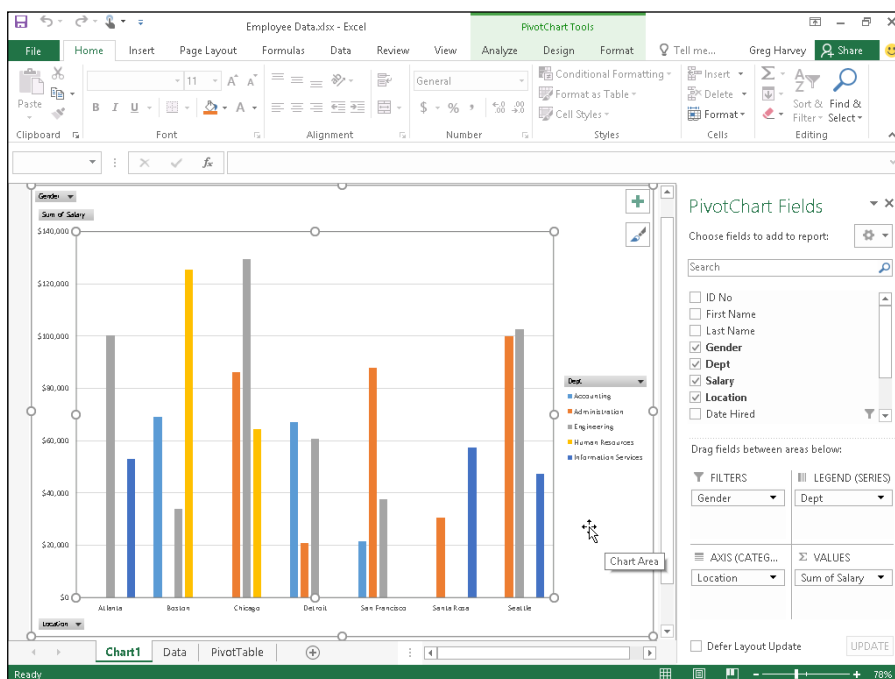 Employee Data.xlsx - Excel
PivotChart Tools
File Home Insert Page Layout Formulas Data Review View Analyze Design Format Tell me... Greg Harvey Share
Paste
Clipboard
11 A A
B I U A
Font
Alignment
General
$ % , .00
Number
Conditional Formatting
Format as Table
Cell Styles
Styles
Insert
Delete
Format
Cells
Sort & Filter
Find & Select
Editing
fx
Gender
Sum of Salary
$140,000
$120,000
$100,000
$80,000
$60,000
$40,000
$20,000
$0
Atlanta Boston Chicago Detroit San Francisco Santa Rosa Seattle
Location
Dept
Accounting
Administration
Engineering
Human Resources
Information Services
Chart Area
PivotChart Fields
Choose fields to add to report:
Search
ID No
First Name
Last Name
Gender
Dept
Salary
Location
Date Hired
Drag fields between areas below:
FILTERS
Gender
LEGEND (SERIES)
Dept
AXIS (CATEG...
Location
Σ VALUES
Sum of Salary
Defer Layout Update UPDATE
Chart1 Data PivotTable
Ready
78%